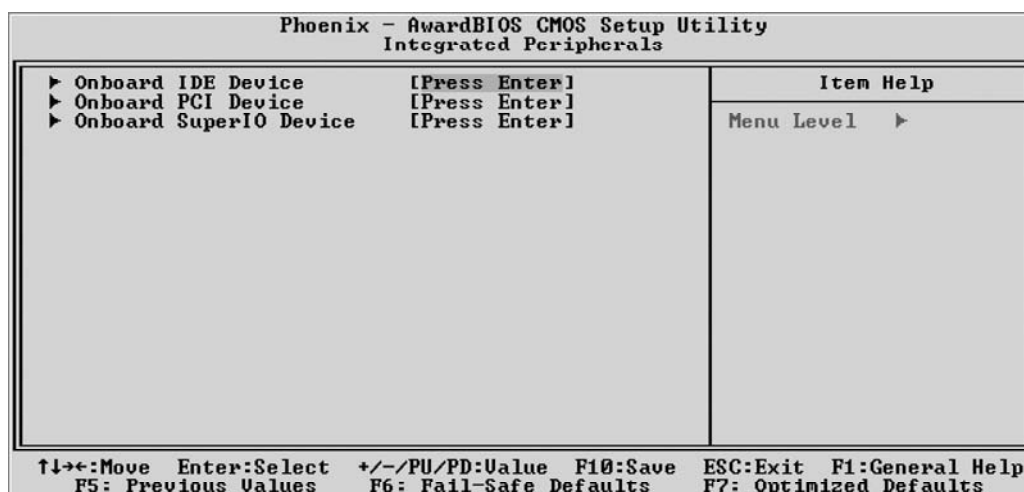 Phoenix - AwardBIOS CMOS Setup Utility
Integrated Peripherals
► Onboard IDE Device [Press Enter]
► Onboard PCI Device [Press Enter]
► Onboard SuperIO Device [Press Enter]
Item Help
Menu Level ►
↑↓→←:Move Enter:Select +/-/PU/PD:Value F10:Save ESC:Exit F1:General Help
F5: Previous Values F6: Fail-Safe Defaults F7: Optimized Defaults